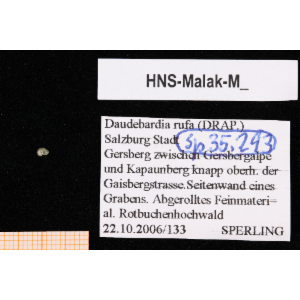 HNS-Malak-M_
Daudebardia rufa (DRAP.)
Salzburg Stadt
Sp 35.293
Gersberg zwischen Gersbergalpe
und Kapaunberg knapp oberh. der
Gaisbergstrasse.Seitenwand eines
Grabens. Abgerolltes Feinmateri=
al. Rotbuchenhochwald
22.10.2006/133 SPERLING